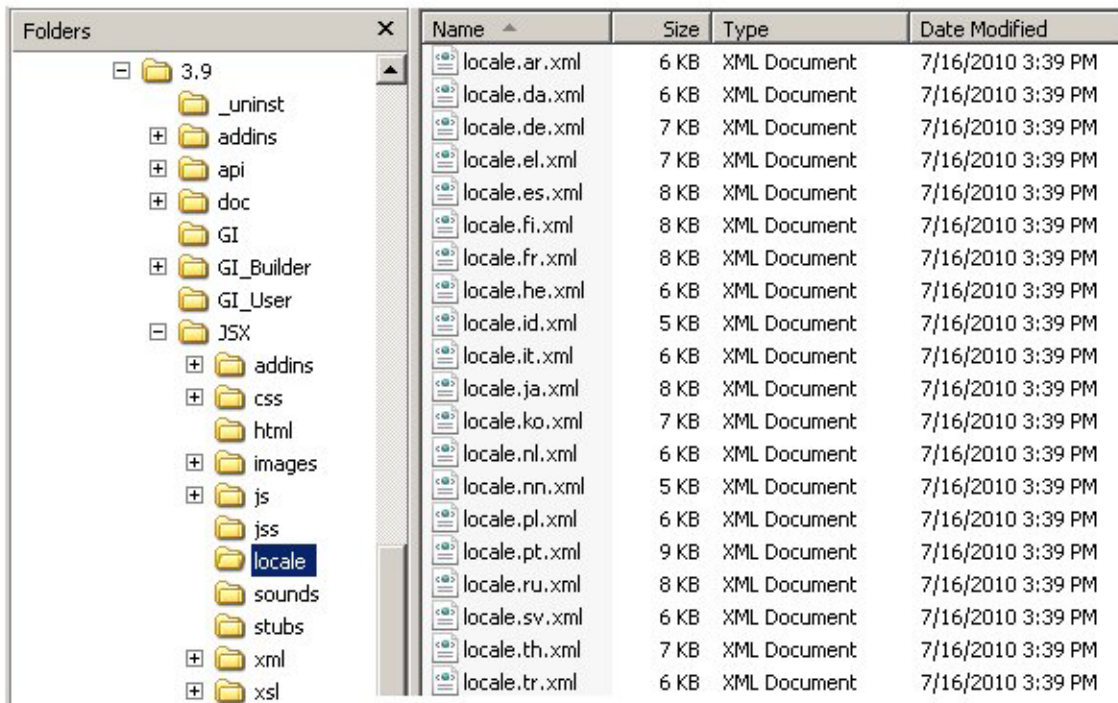 Folders
3.9
_uninst
addins
api
doc
GI
GI_Builder
GI_User
JSX
addins
css
html
images
js
jss
locale
sounds
stubs
xml
xsl
Name Size Type Date Modified
locale.ar.xml 6 KB XML Document 7/16/2010 3:39 PM
locale.da.xml 6 KB XML Document 7/16/2010 3:39 PM
locale.de.xml 7 KB XML Document 7/16/2010 3:39 PM
locale.el.xml 7 KB XML Document 7/16/2010 3:39 PM
locale.es.xml 8 KB XML Document 7/16/2010 3:39 PM
locale.fi.xml 8 KB XML Document 7/16/2010 3:39 PM
locale.fr.xml 8 KB XML Document 7/16/2010 3:39 PM
locale.he.xml 6 KB XML Document 7/16/2010 3:39 PM
locale.id.xml 5 KB XML Document 7/16/2010 3:39 PM
locale.it.xml 6 KB XML Document 7/16/2010 3:39 PM
locale.ja.xml 8 KB XML Document 7/16/2010 3:39 PM
locale.ko.xml 7 KB XML Document 7/16/2010 3:39 PM
locale.nl.xml 6 KB XML Document 7/16/2010 3:39 PM
locale.nn.xml 5 KB XML Document 7/16/2010 3:39 PM
locale.pl.xml 6 KB XML Document 7/16/2010 3:39 PM
locale.pt.xml 9 KB XML Document 7/16/2010 3:39 PM
locale.ru.xml 8 KB XML Document 7/16/2010 3:39 PM
locale.sv.xml 6 KB XML Document 7/16/2010 3:39 PM
locale.th.xml 7 KB XML Document 7/16/2010 3:39 PM
locale.tr.xml 6 KB XML Document 7/16/2010 3:39 PM